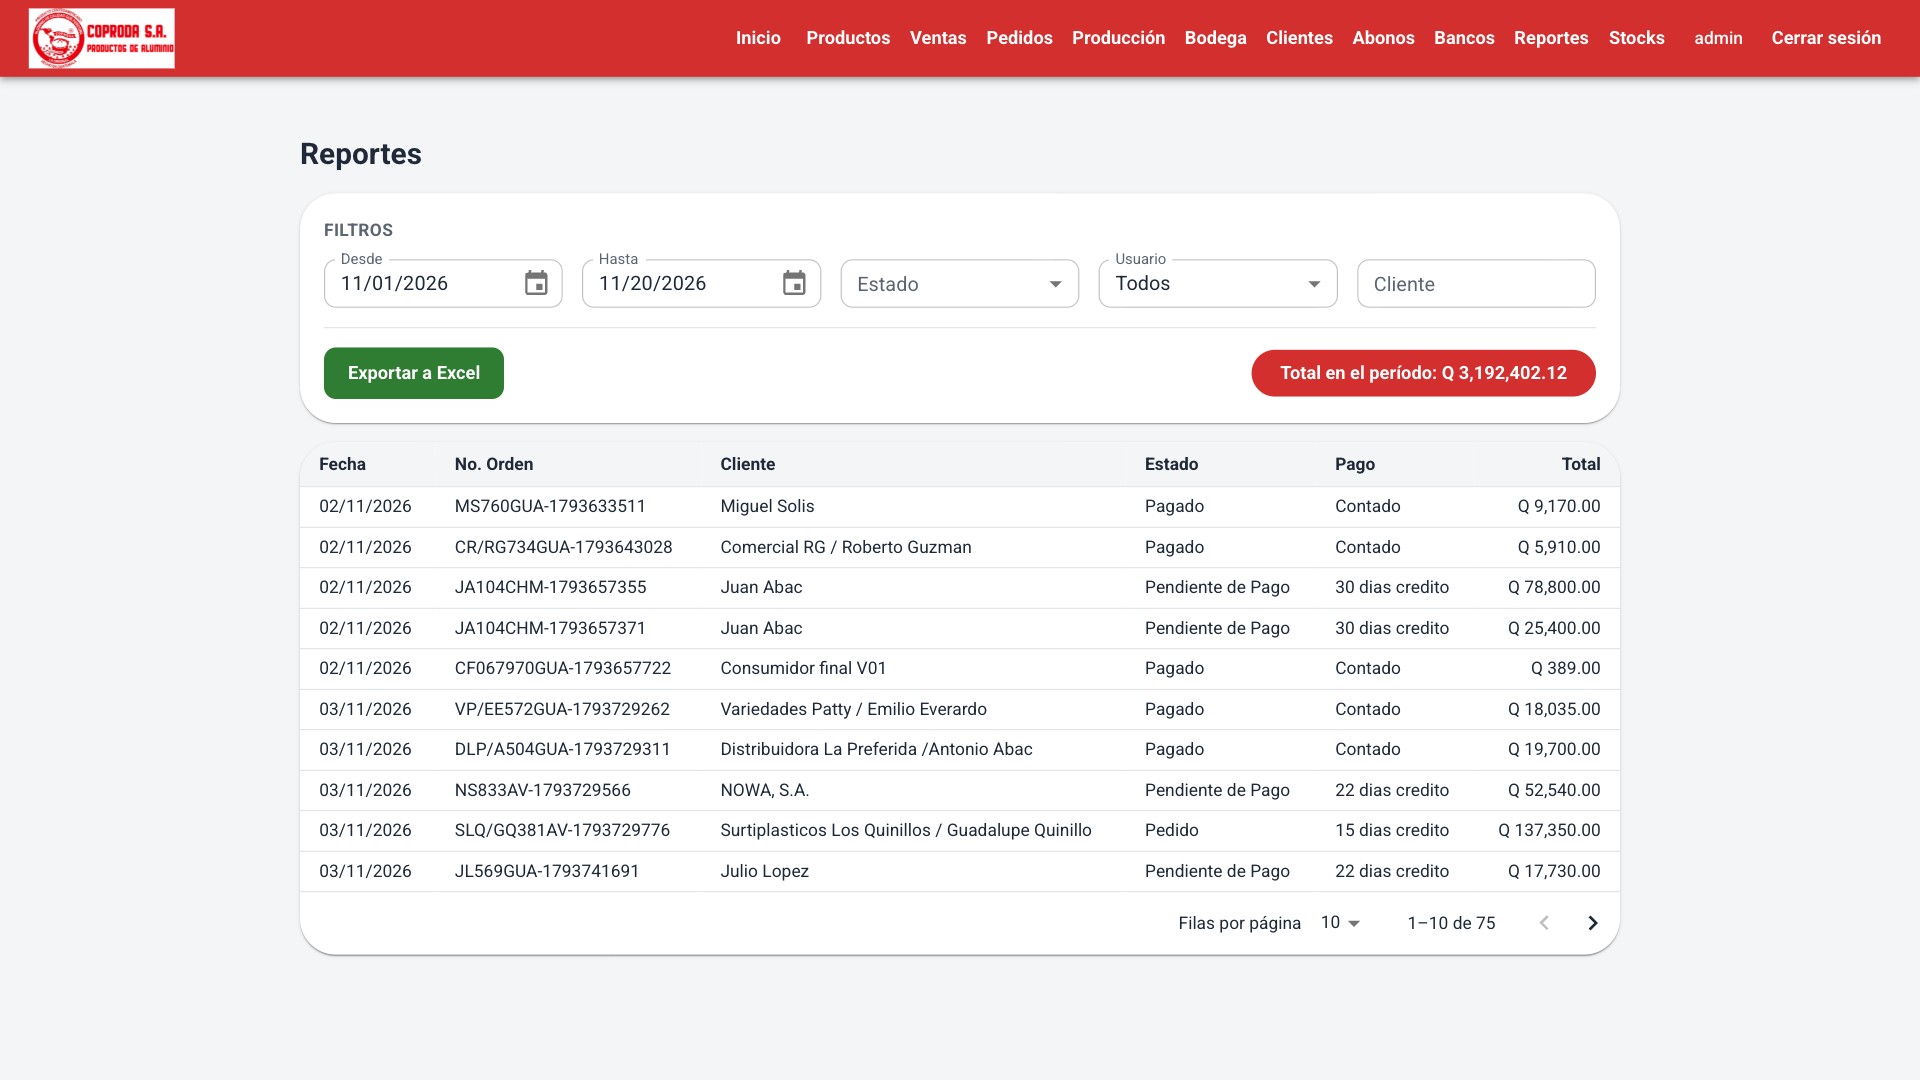 COPRODA S.A.
PRODUCTOS DE ALUMINIO
Inicio Productos Ventas Pedidos Producción Bodega Clientes Abonos Bancos Reportes Stocks admin Cerrar sesión
Reportes
FILTROS
Desde Hasta Usuario
11/01/2026 11/20/2026 Estado Todos Cliente
Exportar a Excel Total en el período: Q 3,192,402.12
Fecha No. Orden Cliente Estado Pago Total
02/11/2026 MS760GUA-1793633511 Miguel Solis Pagado Contado Q 9,170.00
02/11/2026 CR/RG734GUA-1793643028 Comercial RG / Roberto Guzman Pagado Contado Q 5,910.00
02/11/2026 JA104CHM-1793657355 Juan Abac Pendiente de Pago 30 dias credito Q 78,800.00
02/11/2026 JA104CHM-1793657371 Juan Abac Pendiente de Pago 30 dias credito Q 25,400.00
02/11/2026 CF067970GUA-1793657722 Consumidor final V01 Pagado Contado Q 389.00
03/11/2026 VP/EE572GUA-1793729262 Variedades Patty / Emilio Everardo Pagado Contado Q 18,035.00
03/11/2026 DLP/A504GUA-1793729311 Distribuidora La Preferida /Antonio Abac Pagado Contado Q 19,700.00
03/11/2026 NS833AV-1793729566 NOWA, S.A. Pendiente de Pago 22 dias credito Q 52,540.00
03/11/2026 SLQ/GQ381AV-1793729776 Surtiplasticos Los Quinillos / Guadalupe Quinillo Pedido 15 dias credito Q 137,350.00
03/11/2026 JL569GUA-1793741691 Julio Lopez Pendiente de Pago 22 dias credito Q 17,730.00
Filas por página 10 1–10 de 75